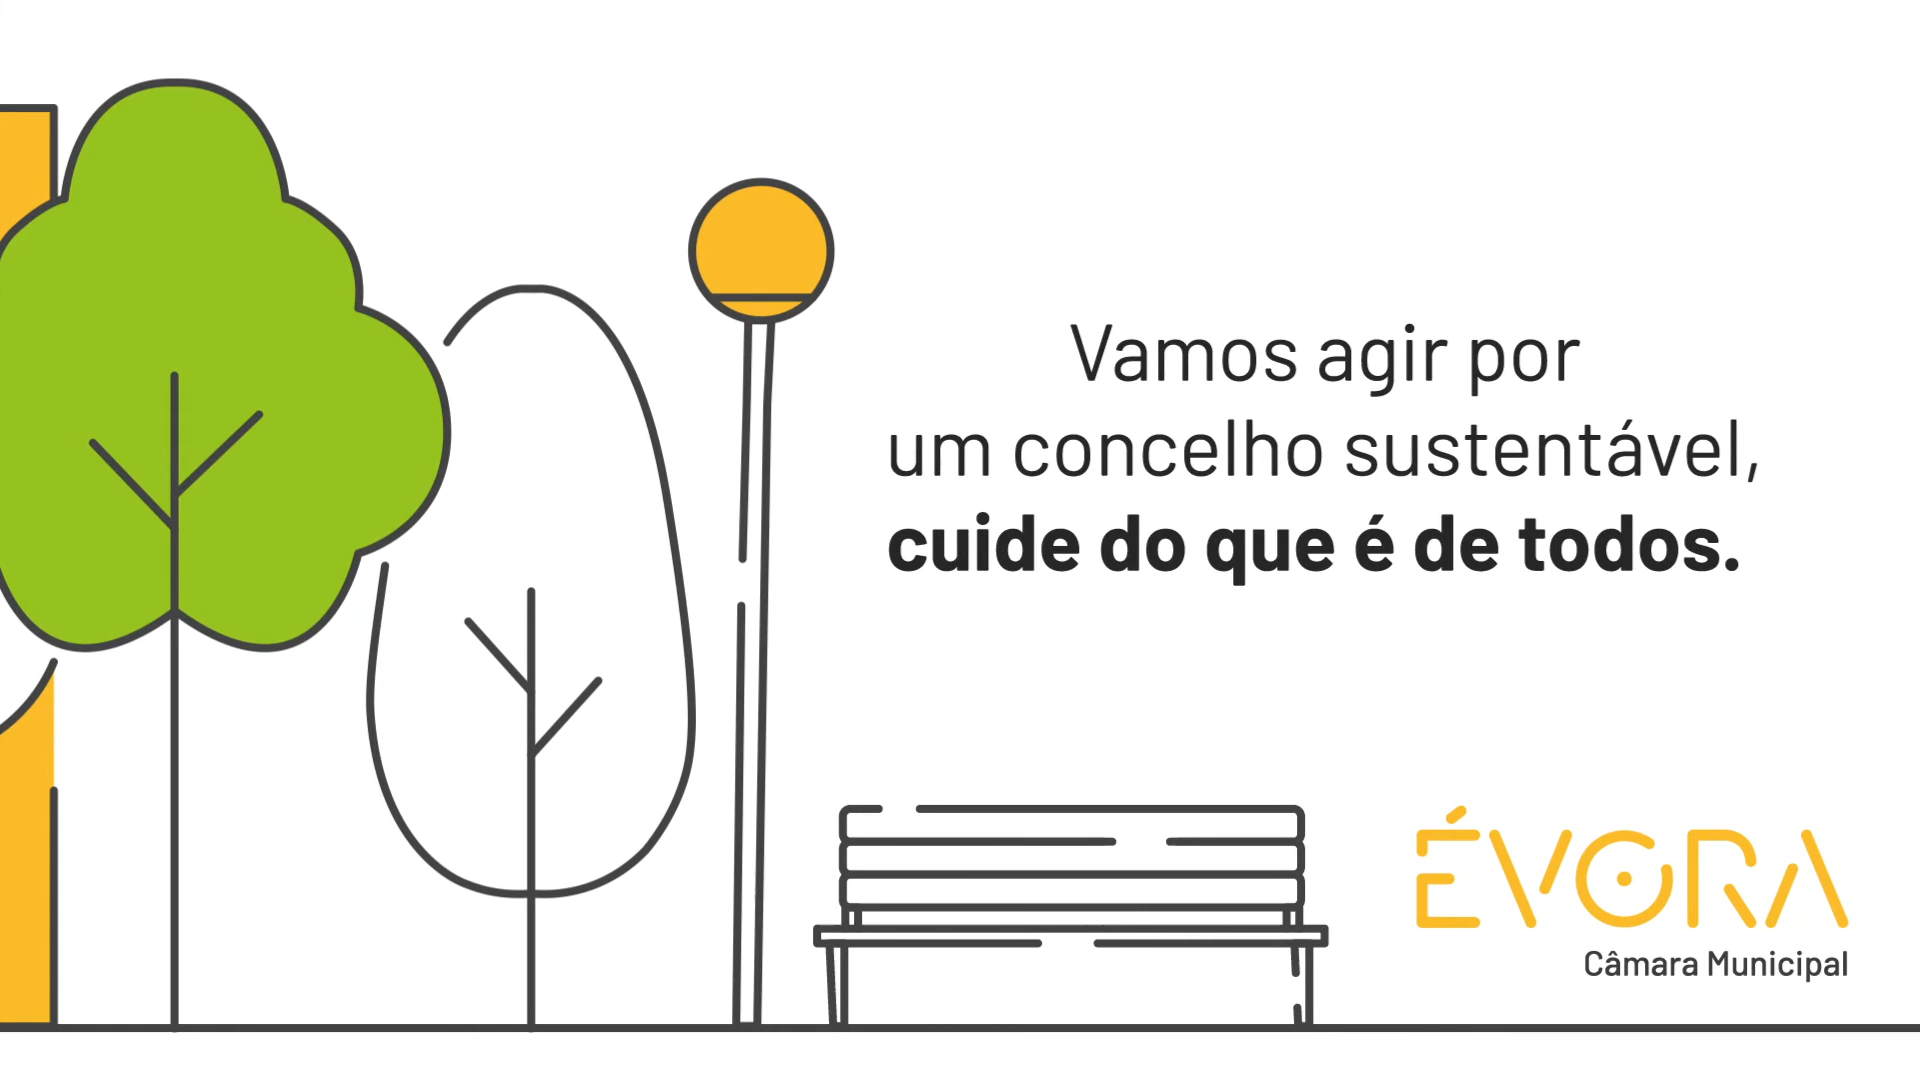 Vamos agir por
um concelho sustentável,
cuide do que é de todos.
ÉVORA
Câmara Municipal